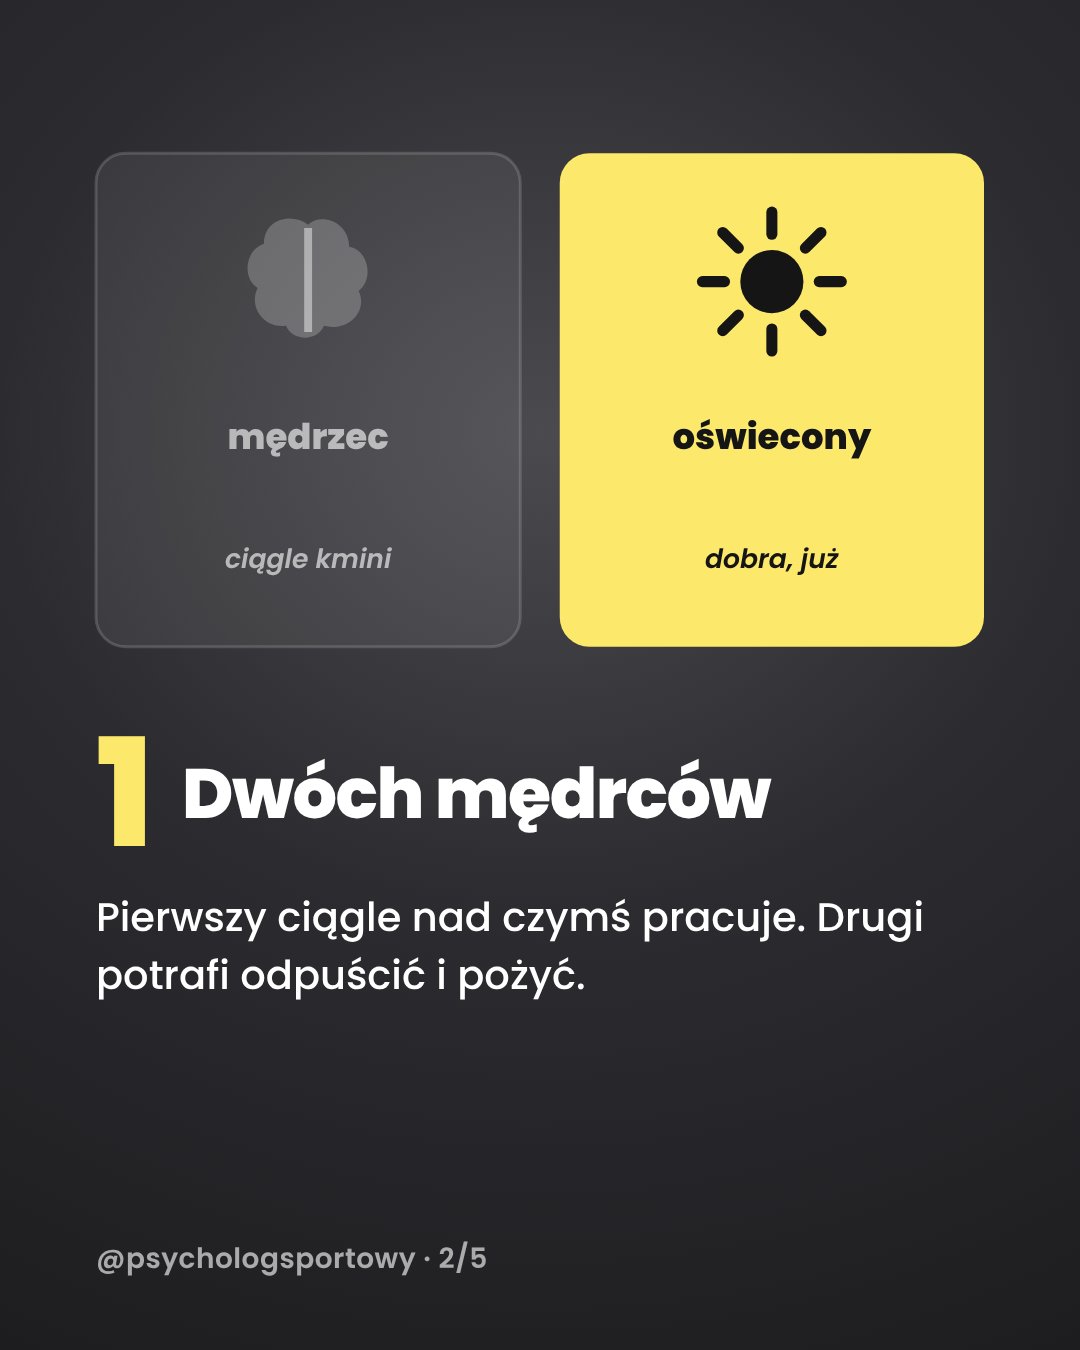 mędrzec
ciągle kmini
oświecony
dobra, już
1 Dwóch mędrców
Pierwszy ciągle nad czymś pracuje. Drugi
potrafi odpuścić i pożyć.
@psychologsportowy · 2/5